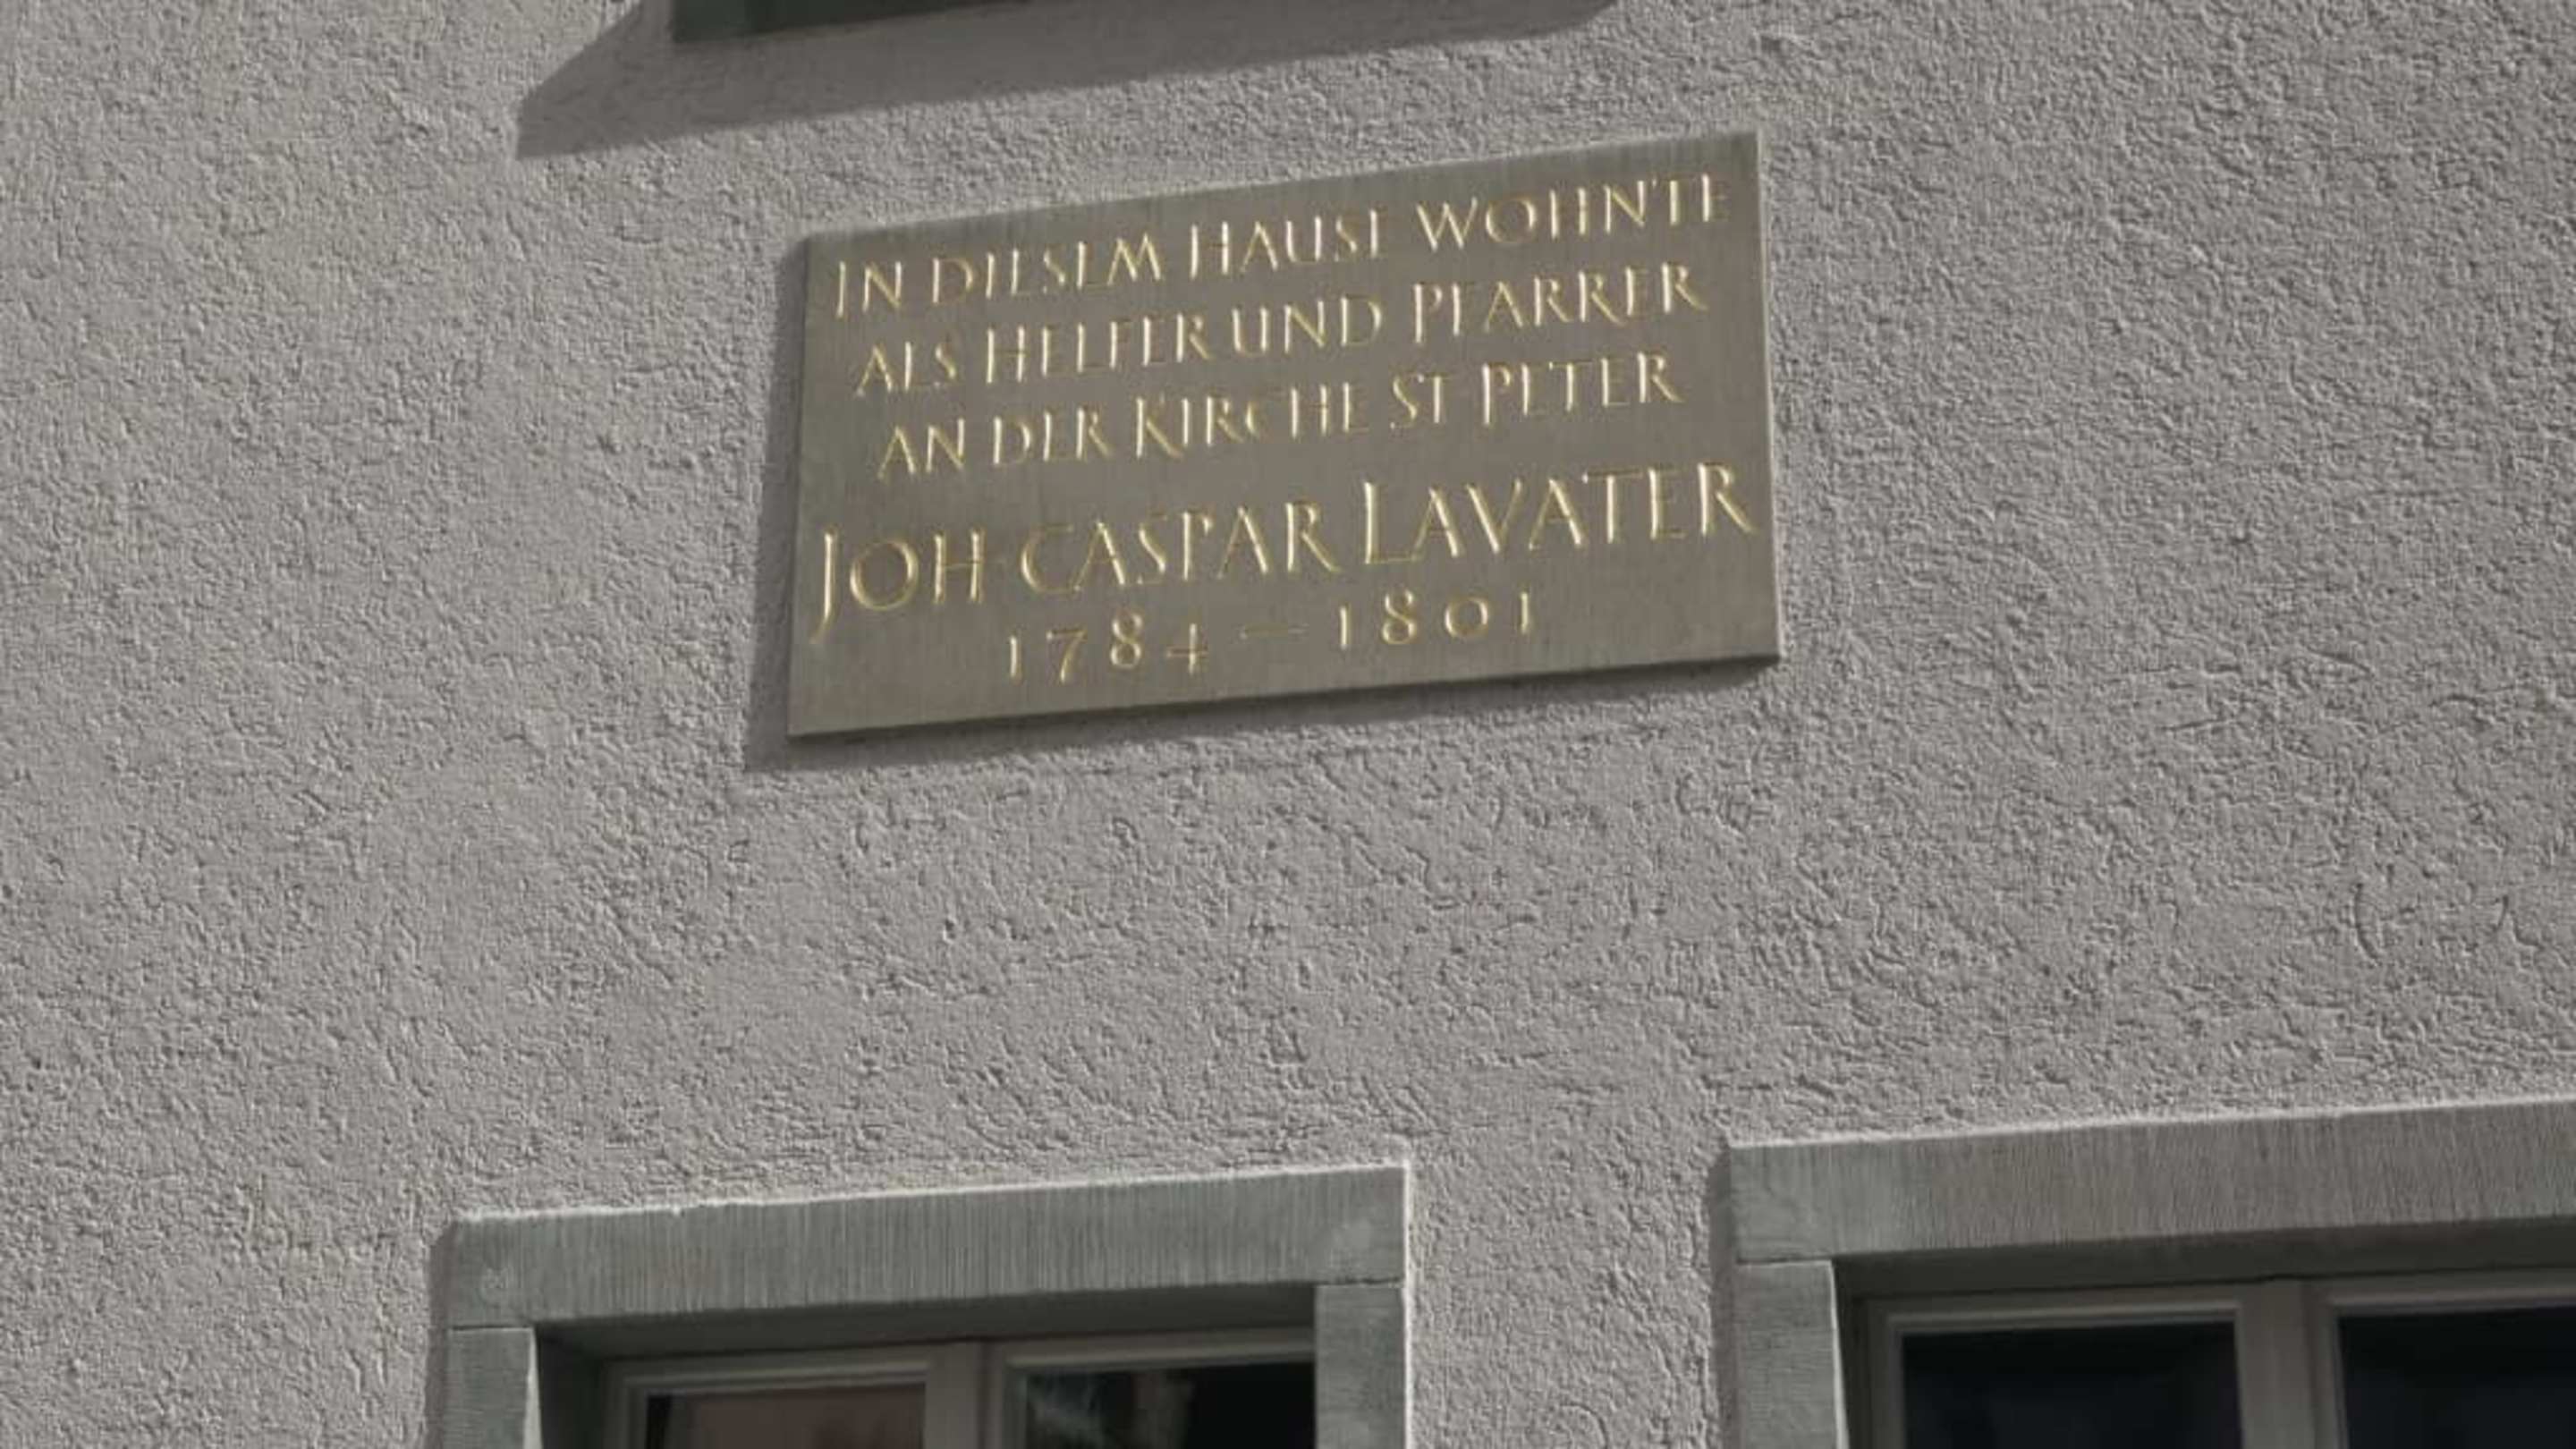 IN DIESEM HAUSE WOHNTE
ALS HELFER UND PFARRER
AN DER KIRCHE ST PETER
JOH·CASPAR LAVATER
1784 – 1801